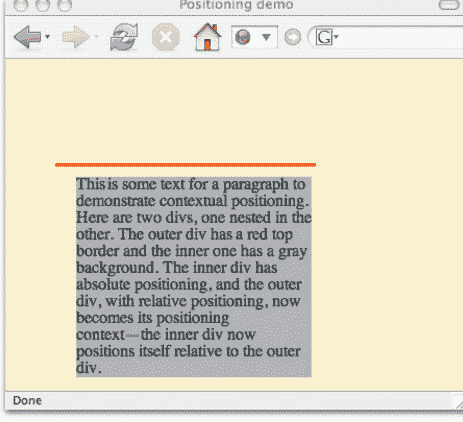 Positioning demo
G
This is some text for a paragraph to
demonstrate contextual positioning.
Here are two divs, one nested in the
other. The outer div has a red top
border and the inner one has a gray
background. The inner div has
absolute positioning, and the outer
div, with relative positioning, now
becomes its positioning
context—the inner div now
positions itself relative to the outer
div.
Done